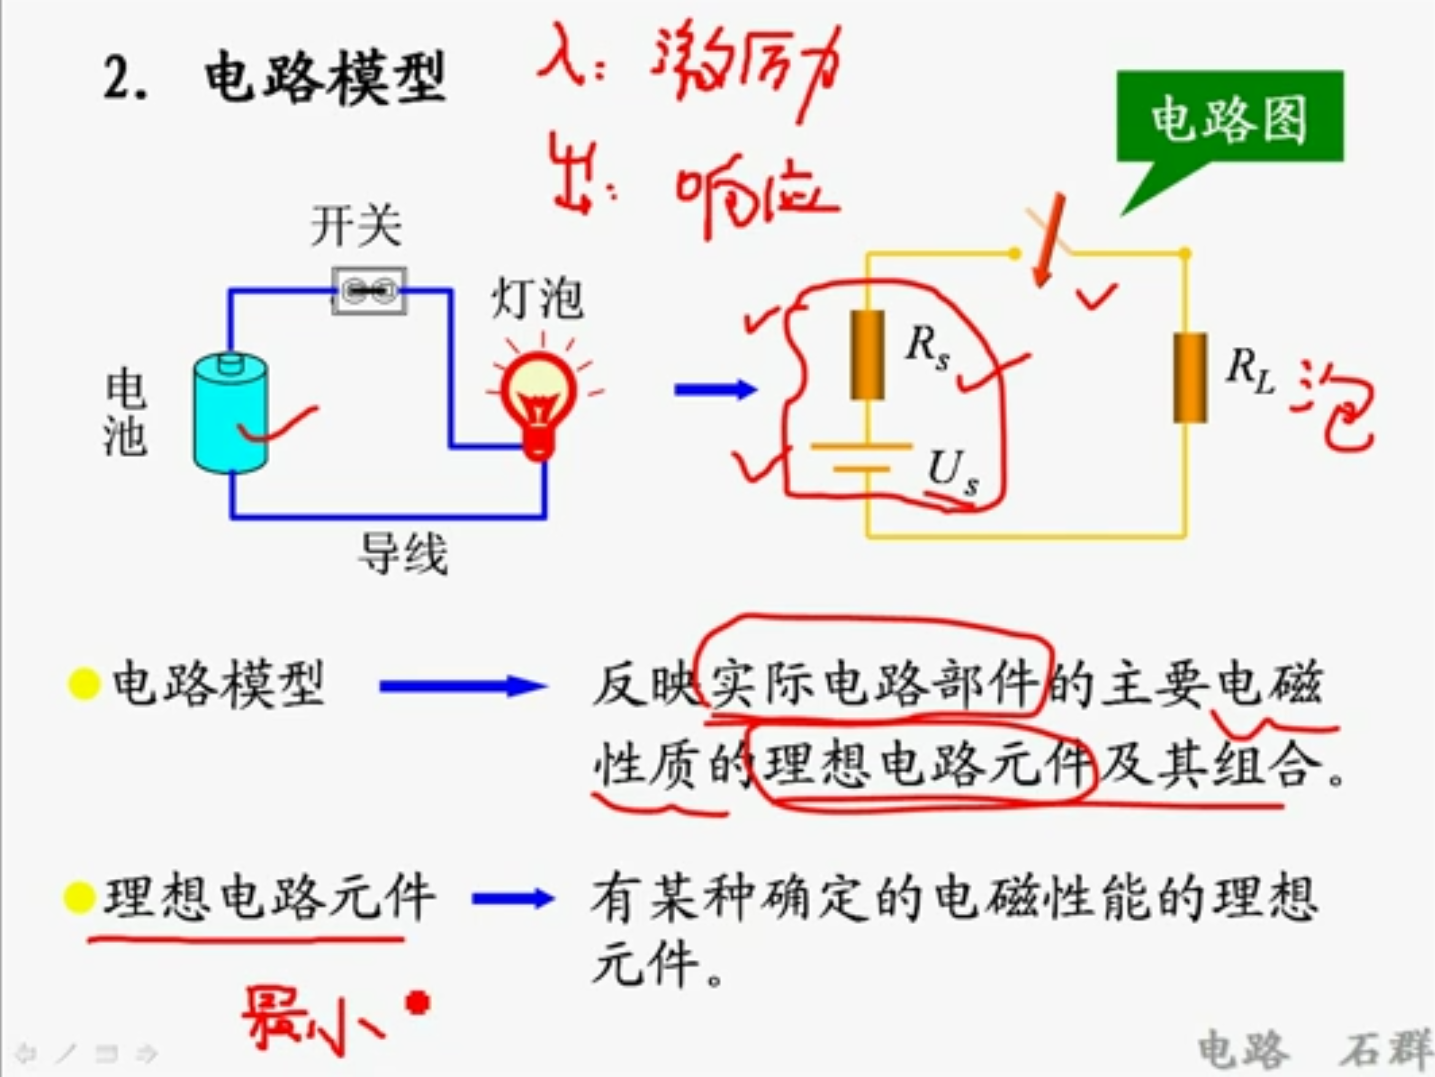 2. 电路模型
入: 激励
出: 响应
电路图
开关
灯泡
电池
导线
Rs
Us
RL 泡
电路模型 反映实际电路部件的主要电磁
性质的理想电路元件及其组合。
理想电路元件 有某种确定的电磁性能的理想
元件。
最小
电路 石群